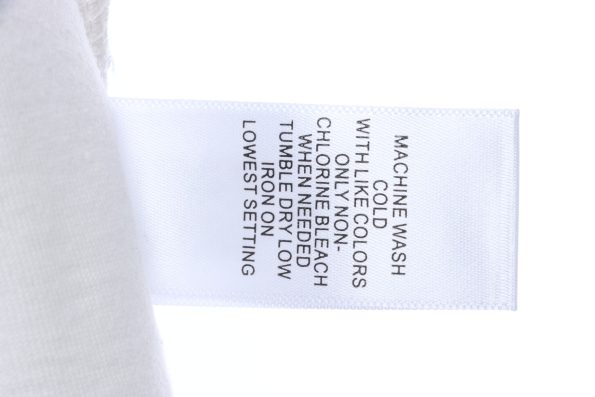 MACHINE WASH
COLD
WITH LIKE COLORS
ONLY NON-
CHLORINE BLEACH
WHEN NEEDED
TUMBLE DRY LOW
IRON ON
LOWEST SETTING